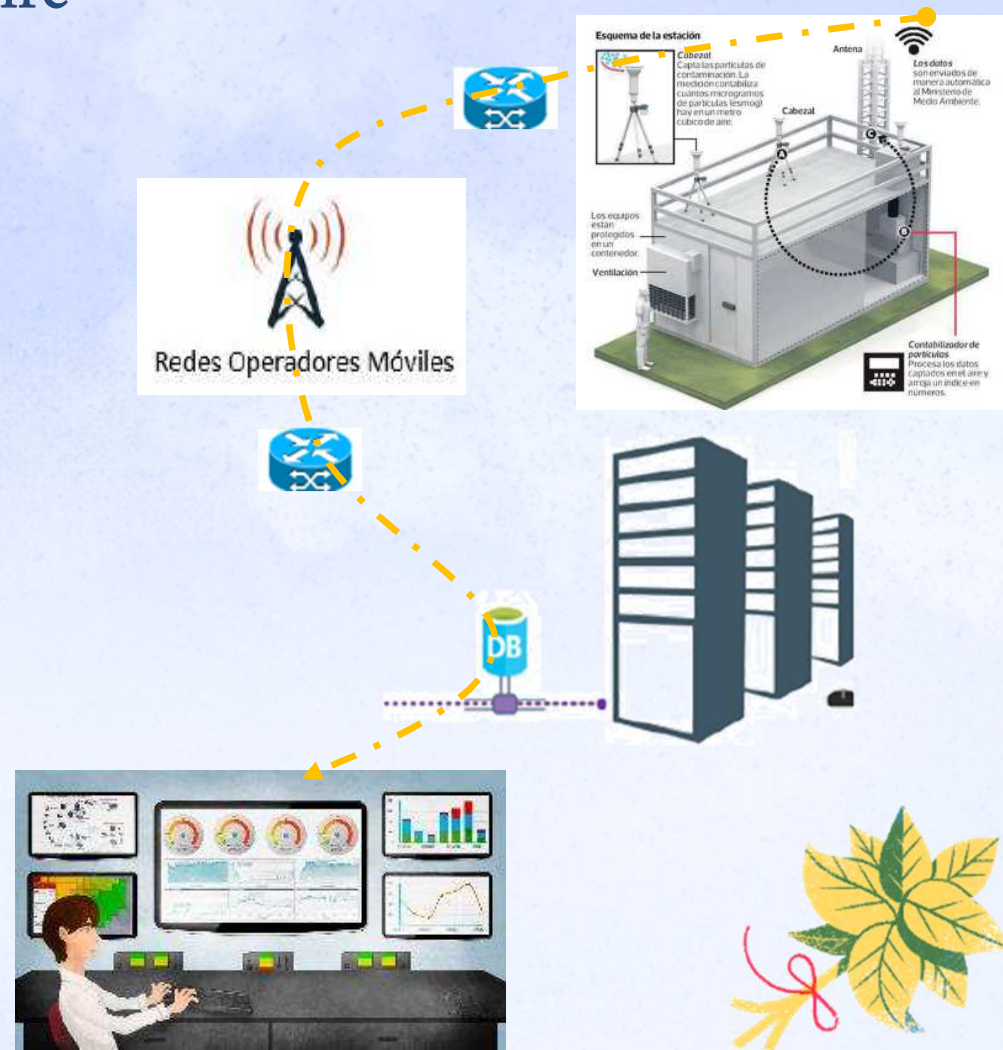 Esquema de la estación
Cabezal
Capta las partículas de
contaminación. La
medición contabiliza
cuántos microgramos
de partículas (esmog)
hay en un metro
cúbico de aire.
Antena
Los datos
son enviados de
manera automática
al Ministerio de
Medio Ambiente.
Cabezal
A
C
B
Los equipos
están
protegidos
en un
contenedor.
Ventilación
Contabilizador de
partículas
Procesa los datos
captados en el aire y
arroja un índice en
números.
Redes Operadores Móviles
DB